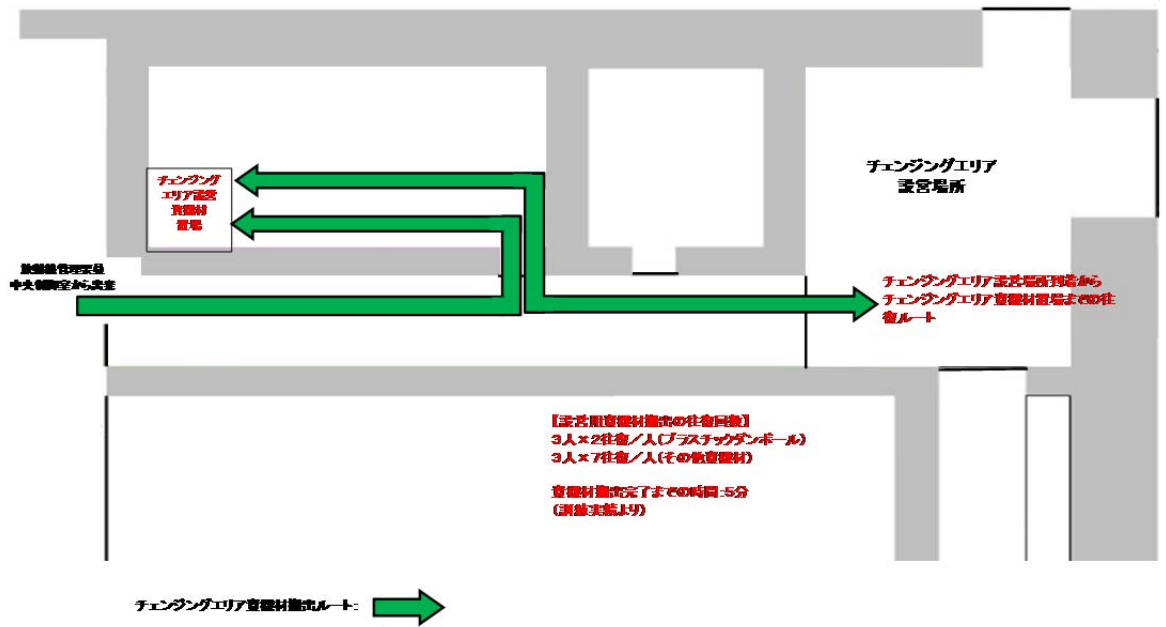 チェンジング
エリア設営
資機材
置場
チェンジングエリア
設営場所
放射線管理班員
中央制御室から実査
チェンジングエリア設営場所到着から
チェンジングエリア資機材置場までの往
復ルート
【設営用資機材搬出の往復回数】
3人×2往復/人(プラスチックダンボール)
3人×7往復/人(その他資機材)
資機材搬出完了までの時間:5分
(訓練実績より)
チェンジングエリア資機材搬出ルート: